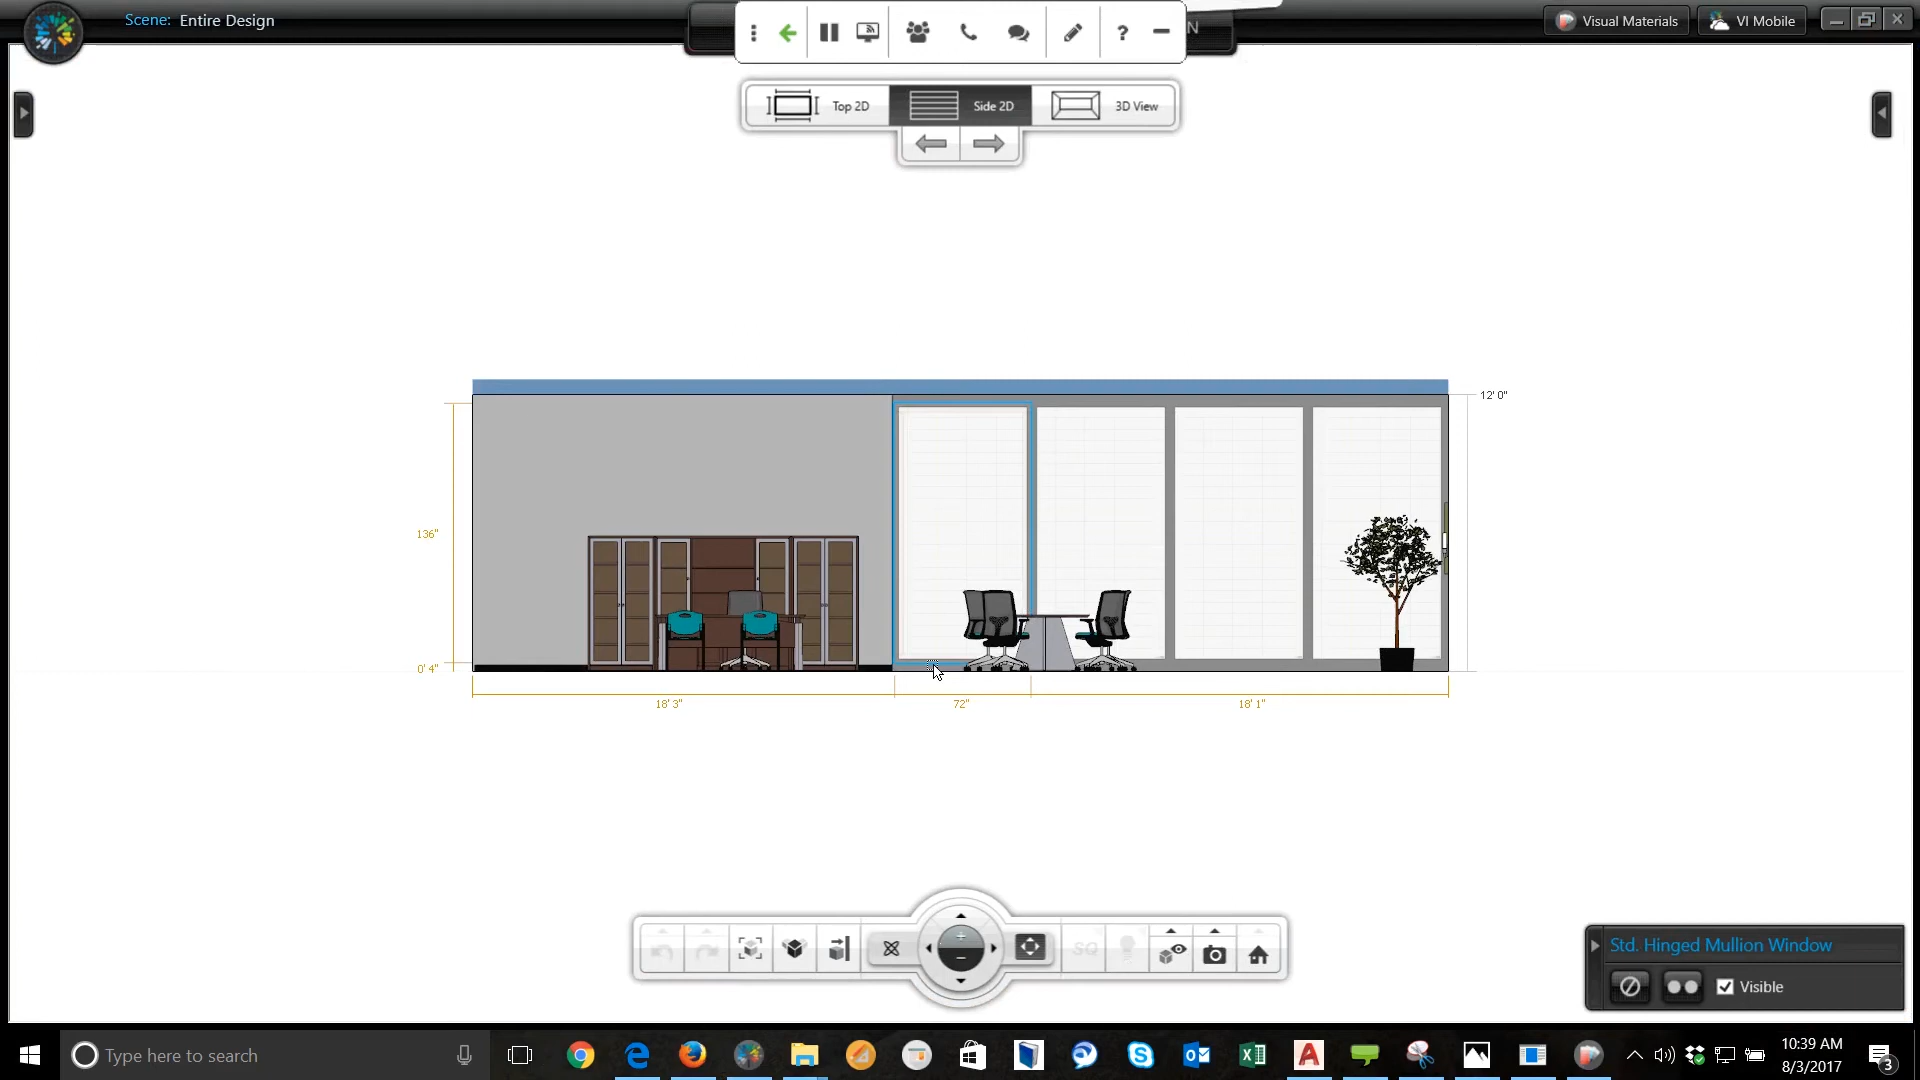 Scene: Entire Design
N
Visual Materials
VI Mobile
?
Top 2D
Side 2D
3D View
12' 0"
136"
0' 4"
18' 3"
72"
18' 1"
SQ
Std. Hinged Mullion Window
Visible
Type here to search
10:39 AM
8/3/2017
3